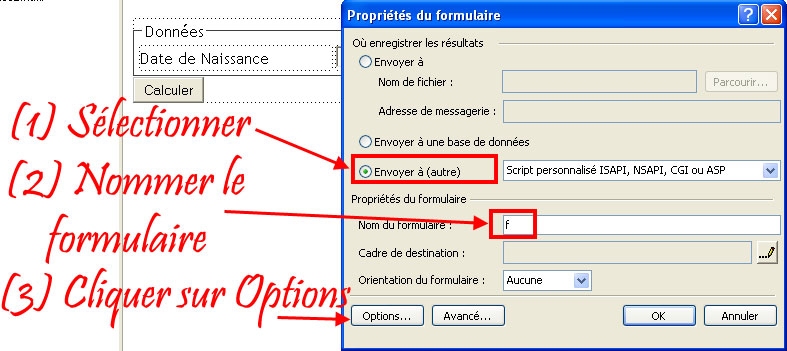 Données
Date de Naissance
Calculer
(1) Sélectionner
(2) Nommer le
formulaire
(3) Cliquer sur Options
Propriétés du formulaire
Où enregistrer les résultats
Envoyer à
Nom de fichier :
Parcourir...
Adresse de messagerie :
Envoyer à une base de données
Envoyer à (autre) Script personnalisé ISAPI, NSAPI, CGI ou ASP
Propriétés du formulaire
Nom du formulaire : f
Cadre de destination :
Orientation du formulaire : Aucune
Options... Avancé... OK Annuler